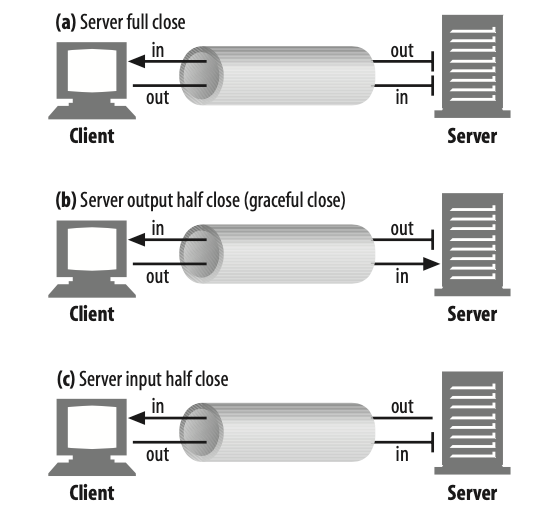 (a) Server full close
in out
out in
Client Server
(b) Server output half close (graceful close)
in out
out in
Client Server
(c) Server input half close
in out
out in
Client Server